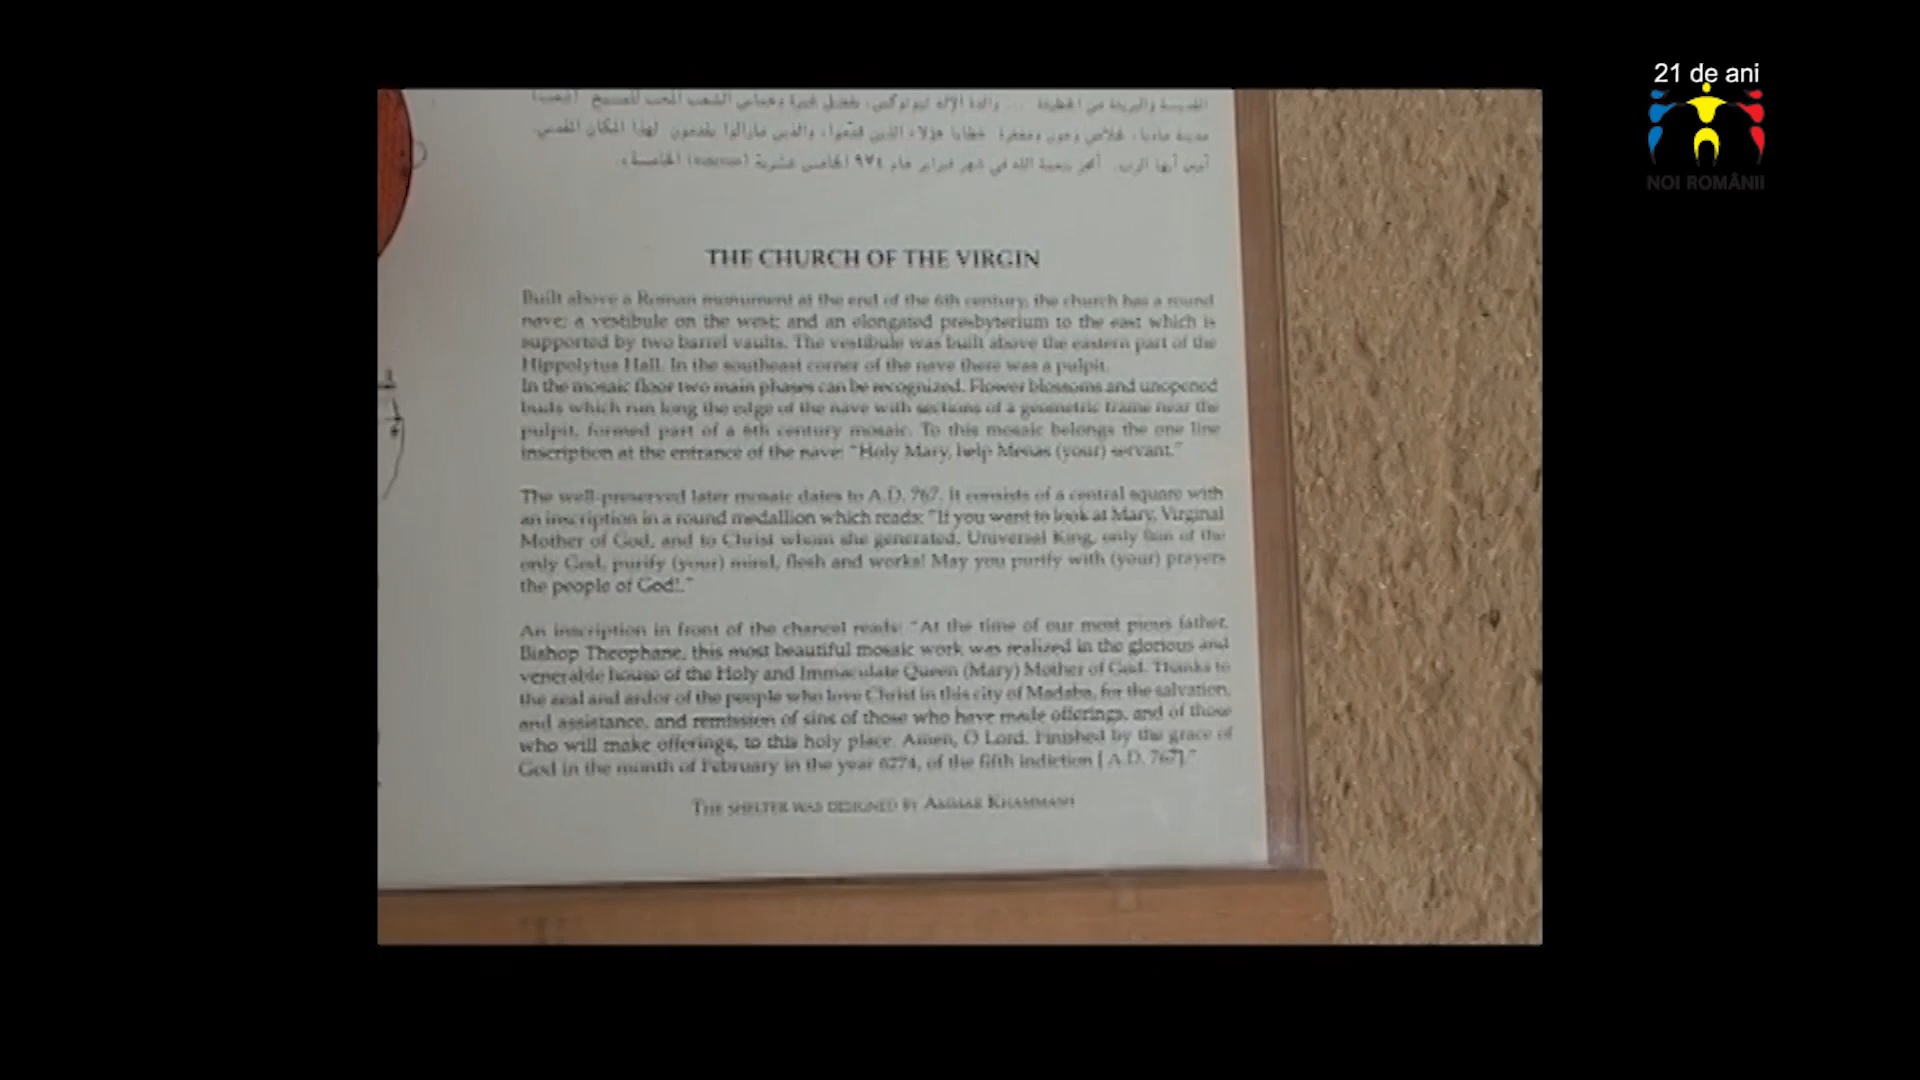 21 de ani
NOI ROMÂNII
THE CHURCH OF THE VIRGIN
Built above a Roman monument at the end of the 6th century, the church has a round
nave; a vestibule on the west; and an elongated presbyterium to the east which is
supported by two barrel vaults. The vestibule was built above the eastern part of the
Hippolytus Hall. In the southeast corner of the nave there was a pulpit.
In the mosaic floor two main phases can be recognized. Flower blossoms and unopened
buds which run long the edge of the nave with sections of a geometric frame near the
pulpit, formed part of a 6th century mosaic. To this mosaic belongs the one line
inscription at the entrance of the nave: "Holy Mary, help Menas (your) servant."
The well-preserved later mosaic dates to A.D. 767. It consists of a central square with
an inscription in a round medallion which reads: "If you want to look at Mary, Virginal
Mother of God, and to Christ whom she generated, Universal King, only Son of the
only God, purify (your) mind, flesh and works! May you purify with (your) prayers
the people of God!."
An inscription in front of the chancel reads: "At the time of our most pious father,
Bishop Theophane, this most beautiful mosaic work was realized in the glorious and
venerable house of the Holy and Immaculate Queen (Mary) Mother of God. Thanks to
the zeal and ardor of the people who love Christ in this city of Madaba, for the salvation,
and assistance, and remission of sins of those who have made offerings, and of those
who will make offerings, to this holy place. Amen, O Lord. Finished by the grace of
God in the month of February in the year 6274, of the fifth indiction [ A.D. 767]."
THE SHELTER WAS DESIGNED BY AMMAR KHAMMASH